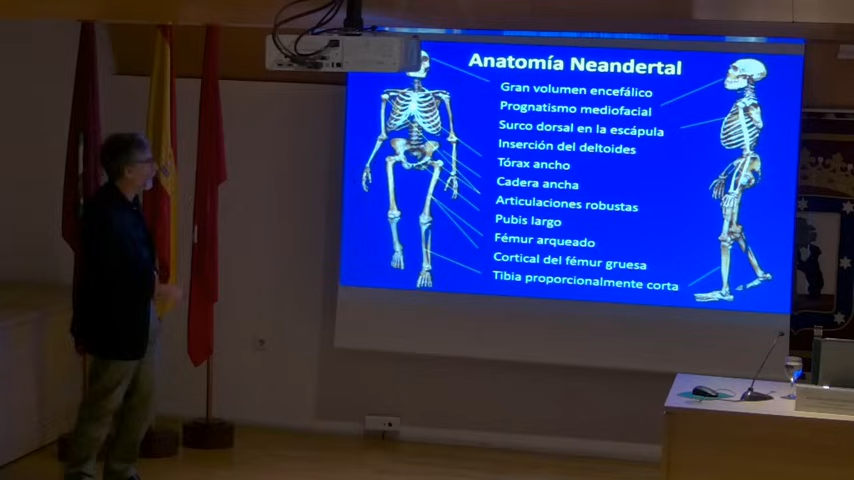 Anatomía Neandertal
Gran volumen encefálico
Prognatismo mediofacial
Surco dorsal en la escápula
Inserción del deltoides
Tórax ancho
Cadera ancha
Articulaciones robustas
Pubis largo
Fémur arqueado
Cortical del fémur gruesa
Tibia proporcionalmente corta